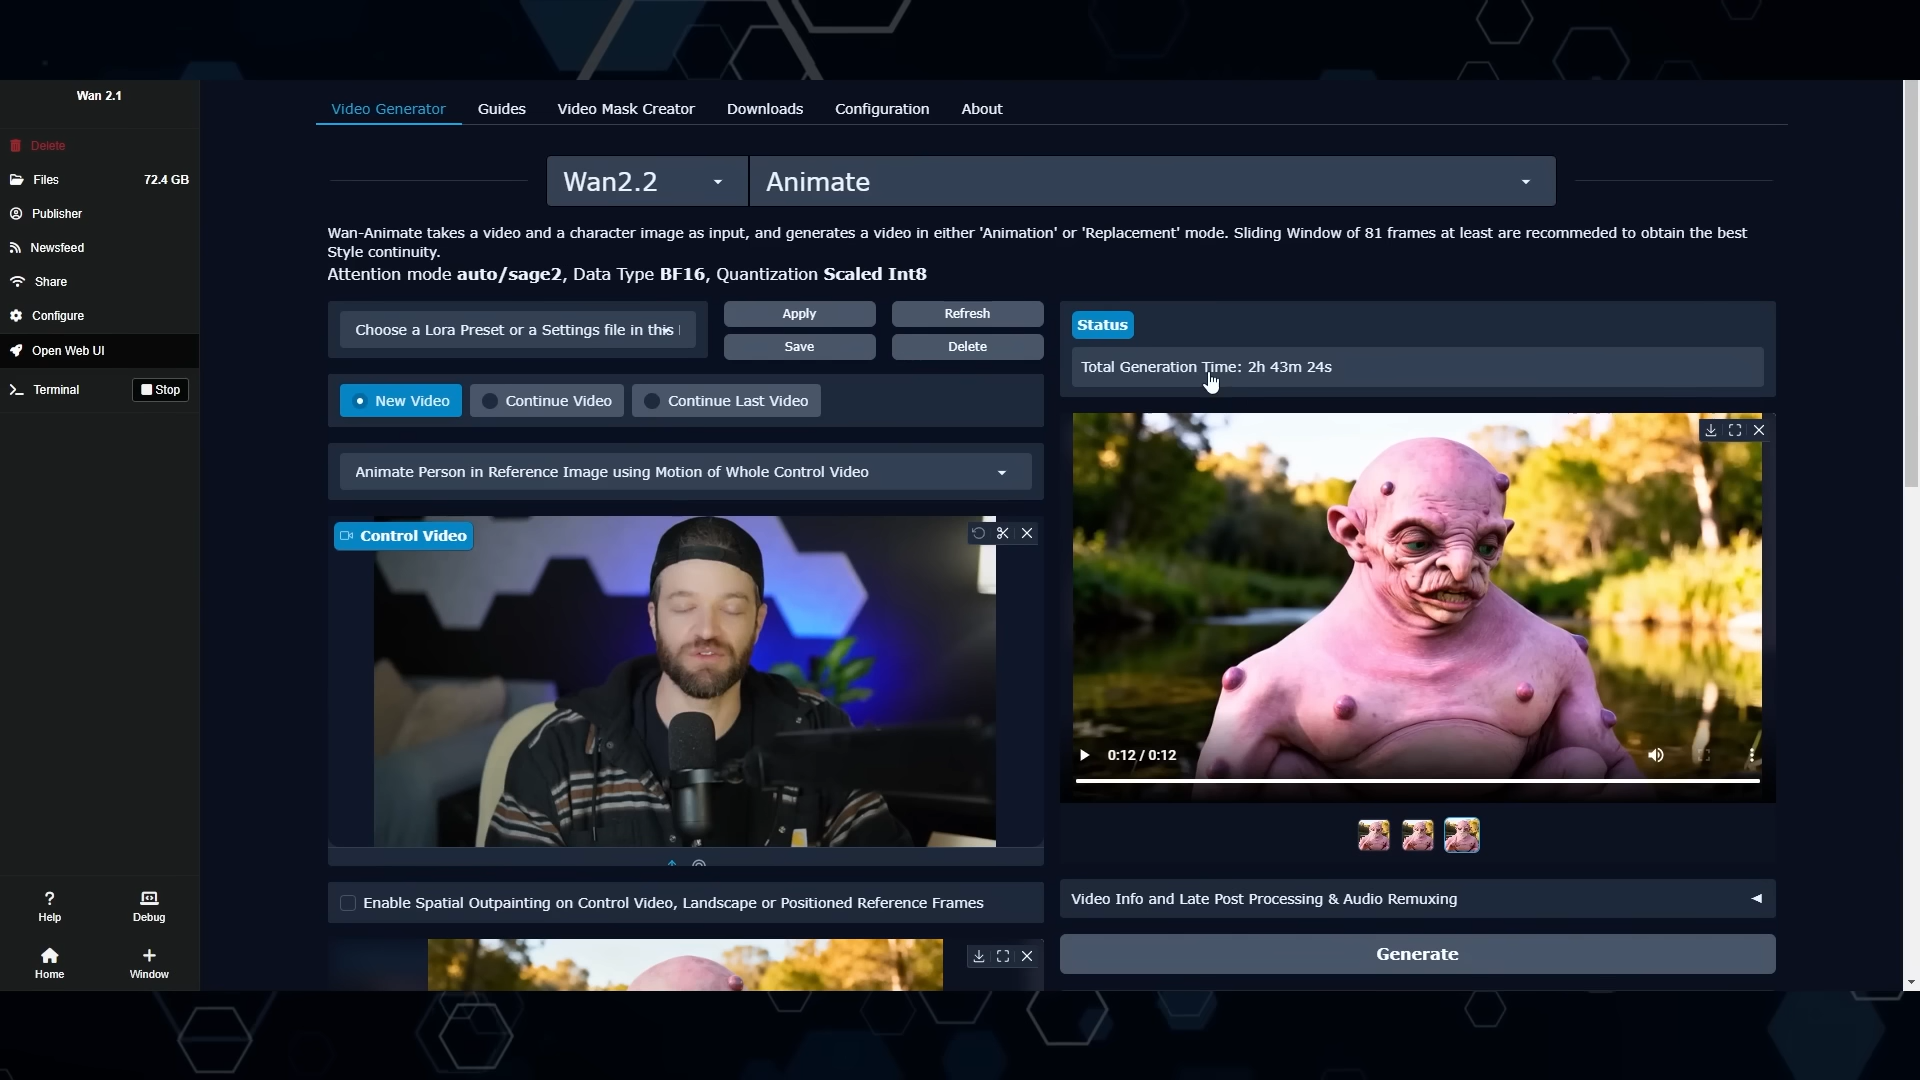 Wan 2.1
Delete
Files 72.4 GB
Publisher
Newsfeed
Share
Configure
Open Web UI
Terminal Stop
Help Debug
Home Window
Video Generator Guides Video Mask Creator Downloads Configuration About
Wan2.2 Animate
Wan-Animate takes a video and a character image as input, and generates a video in either 'Animation' or 'Replacement' mode. Sliding Window of 81 frames at least are recommeded to obtain the best
Style continuity.
Attention mode auto/sage2, Data Type BF16, Quantization Scaled Int8
Choose a Lora Preset or a Settings file in this
Apply Refresh
Save Delete
New Video Continue Video Continue Last Video
Animate Person in Reference Image using Motion of Whole Control Video
Control Video
Enable Spatial Outpainting on Control Video, Landscape or Positioned Reference Frames
Status
Total Generation Time: 2h 43m 24s
0:12 / 0:12
Video Info and Late Post Processing & Audio Remuxing
Generate